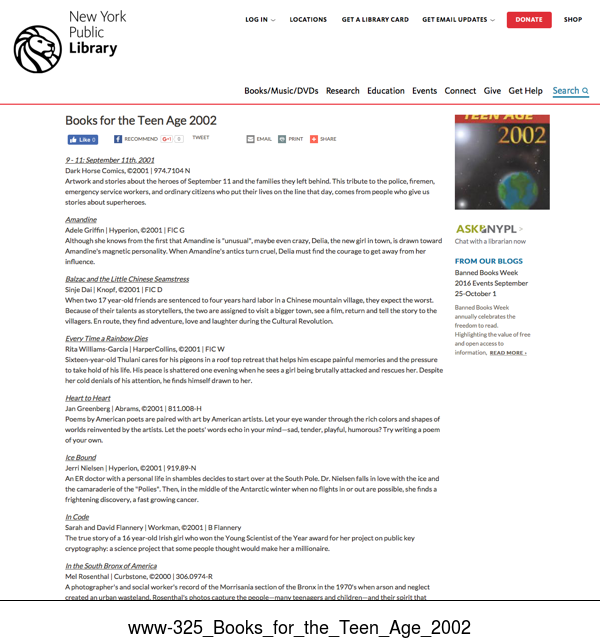 New York
Public
Library
LOG IN
LOCATIONS
GET A LIBRARY CARD
GET EMAIL UPDATES
DONATE
SHOP
Books/Music/DVDs Research Education Events Connect Give Get Help Search
Books for the Teen Age 2002
Like 0
RECOMMEND
G+1 0
TWEET
EMAIL
PRINT
SHARE
9 - 11: September 11th, 2001
Dark Horse Comics, ©2001 | 974.7104 N
Artwork and stories about the heroes of September 11 and the families they left behind. This tribute to the police, firemen,
emergency service workers, and ordinary citizens who put their lives on the line that day, comes from people who give us
stories about superheroes.
Amandine
Adele Griffin | Hyperion, ©2001 | FIC G
Although she knows from the first that Amandine is "unusual", maybe even crazy, Delia, the new girl in town, is drawn toward
Amandine's magnetic personality. When Amandine's antics turn cruel, Delia must find the courage to get away from her
influence.
Balzac and the Little Chinese Seamstress
Sinje Dai | Knopf, ©2001 | FIC D
When two 17 year-old friends are sentenced to four years hard labor in a Chinese mountain village, they expect the worst.
Because of their talents as storytellers, the two are assigned to visit a bigger town, see a film, return and tell the story to the
villagers. En route, they find adventure, love and laughter during the Cultural Revolution.
Every Time a Rainbow Dies
Rita Williams-Garcia | HarperCollins, ©2001 | FIC W
Sixteen-year-old Thulani cares for his pigeons in a roof top retreat that helps him escape painful memories and the pressure
to take hold of his life. His peace is shattered one evening when he sees a girl being brutally attacked and rescues her. Despite
her cold denials of his attention, he finds himself drawn to her.
Heart to Heart
Jan Greenberg | Abrams, ©2001 | 811.008-H
Poems by American poets are paired with art by American artists. Let your eye wander through the rich colors and shapes of
worlds reinvented by the artists. Let the poets' words echo in your mind—sad, tender, playful, humorous? Try writing a poem
of your own.
Ice Bound
Jerri Nielsen | Hyperion, ©2001 | 919.89-N
An ER doctor with a personal life in shambles decides to start over at the South Pole. Dr. Nielsen falls in love with the ice and
the camaraderie of the "Polies". Then, in the middle of the Antarctic winter when no flights in or out are possible, she finds a
frightening discovery, a fast growing cancer.
In Code
Sarah and David Flannery | Workman, ©2001 | B Flannery
The true story of a 16 year-old Irish girl who won the Young Scientist of the Year award for her project on public key
cryptography: a science project that some people thought would make her a millionaire.
In the South Bronx of America
Mel Rosenthal | Curbstone, ©2000 | 306.0974-R
A photographer's and social worker's record of the Morrisania section of the Bronx in the 1970's when arson and neglect
created an urban wasteland. Rosenthal's photos capture the people—many teenagers and children—and their spirit that
TEEN AGE
2002
ASK NYPL >
Chat with a librarian now
FROM OUR BLOGS
Banned Books Week
2016 Events September
25-October 1
Banned Books Week
annually celebrates the
freedom to read.
Highlighting the value of free
and open access to
information, READ MORE ›
www-325_Books_for_the_Teen_Age_2002